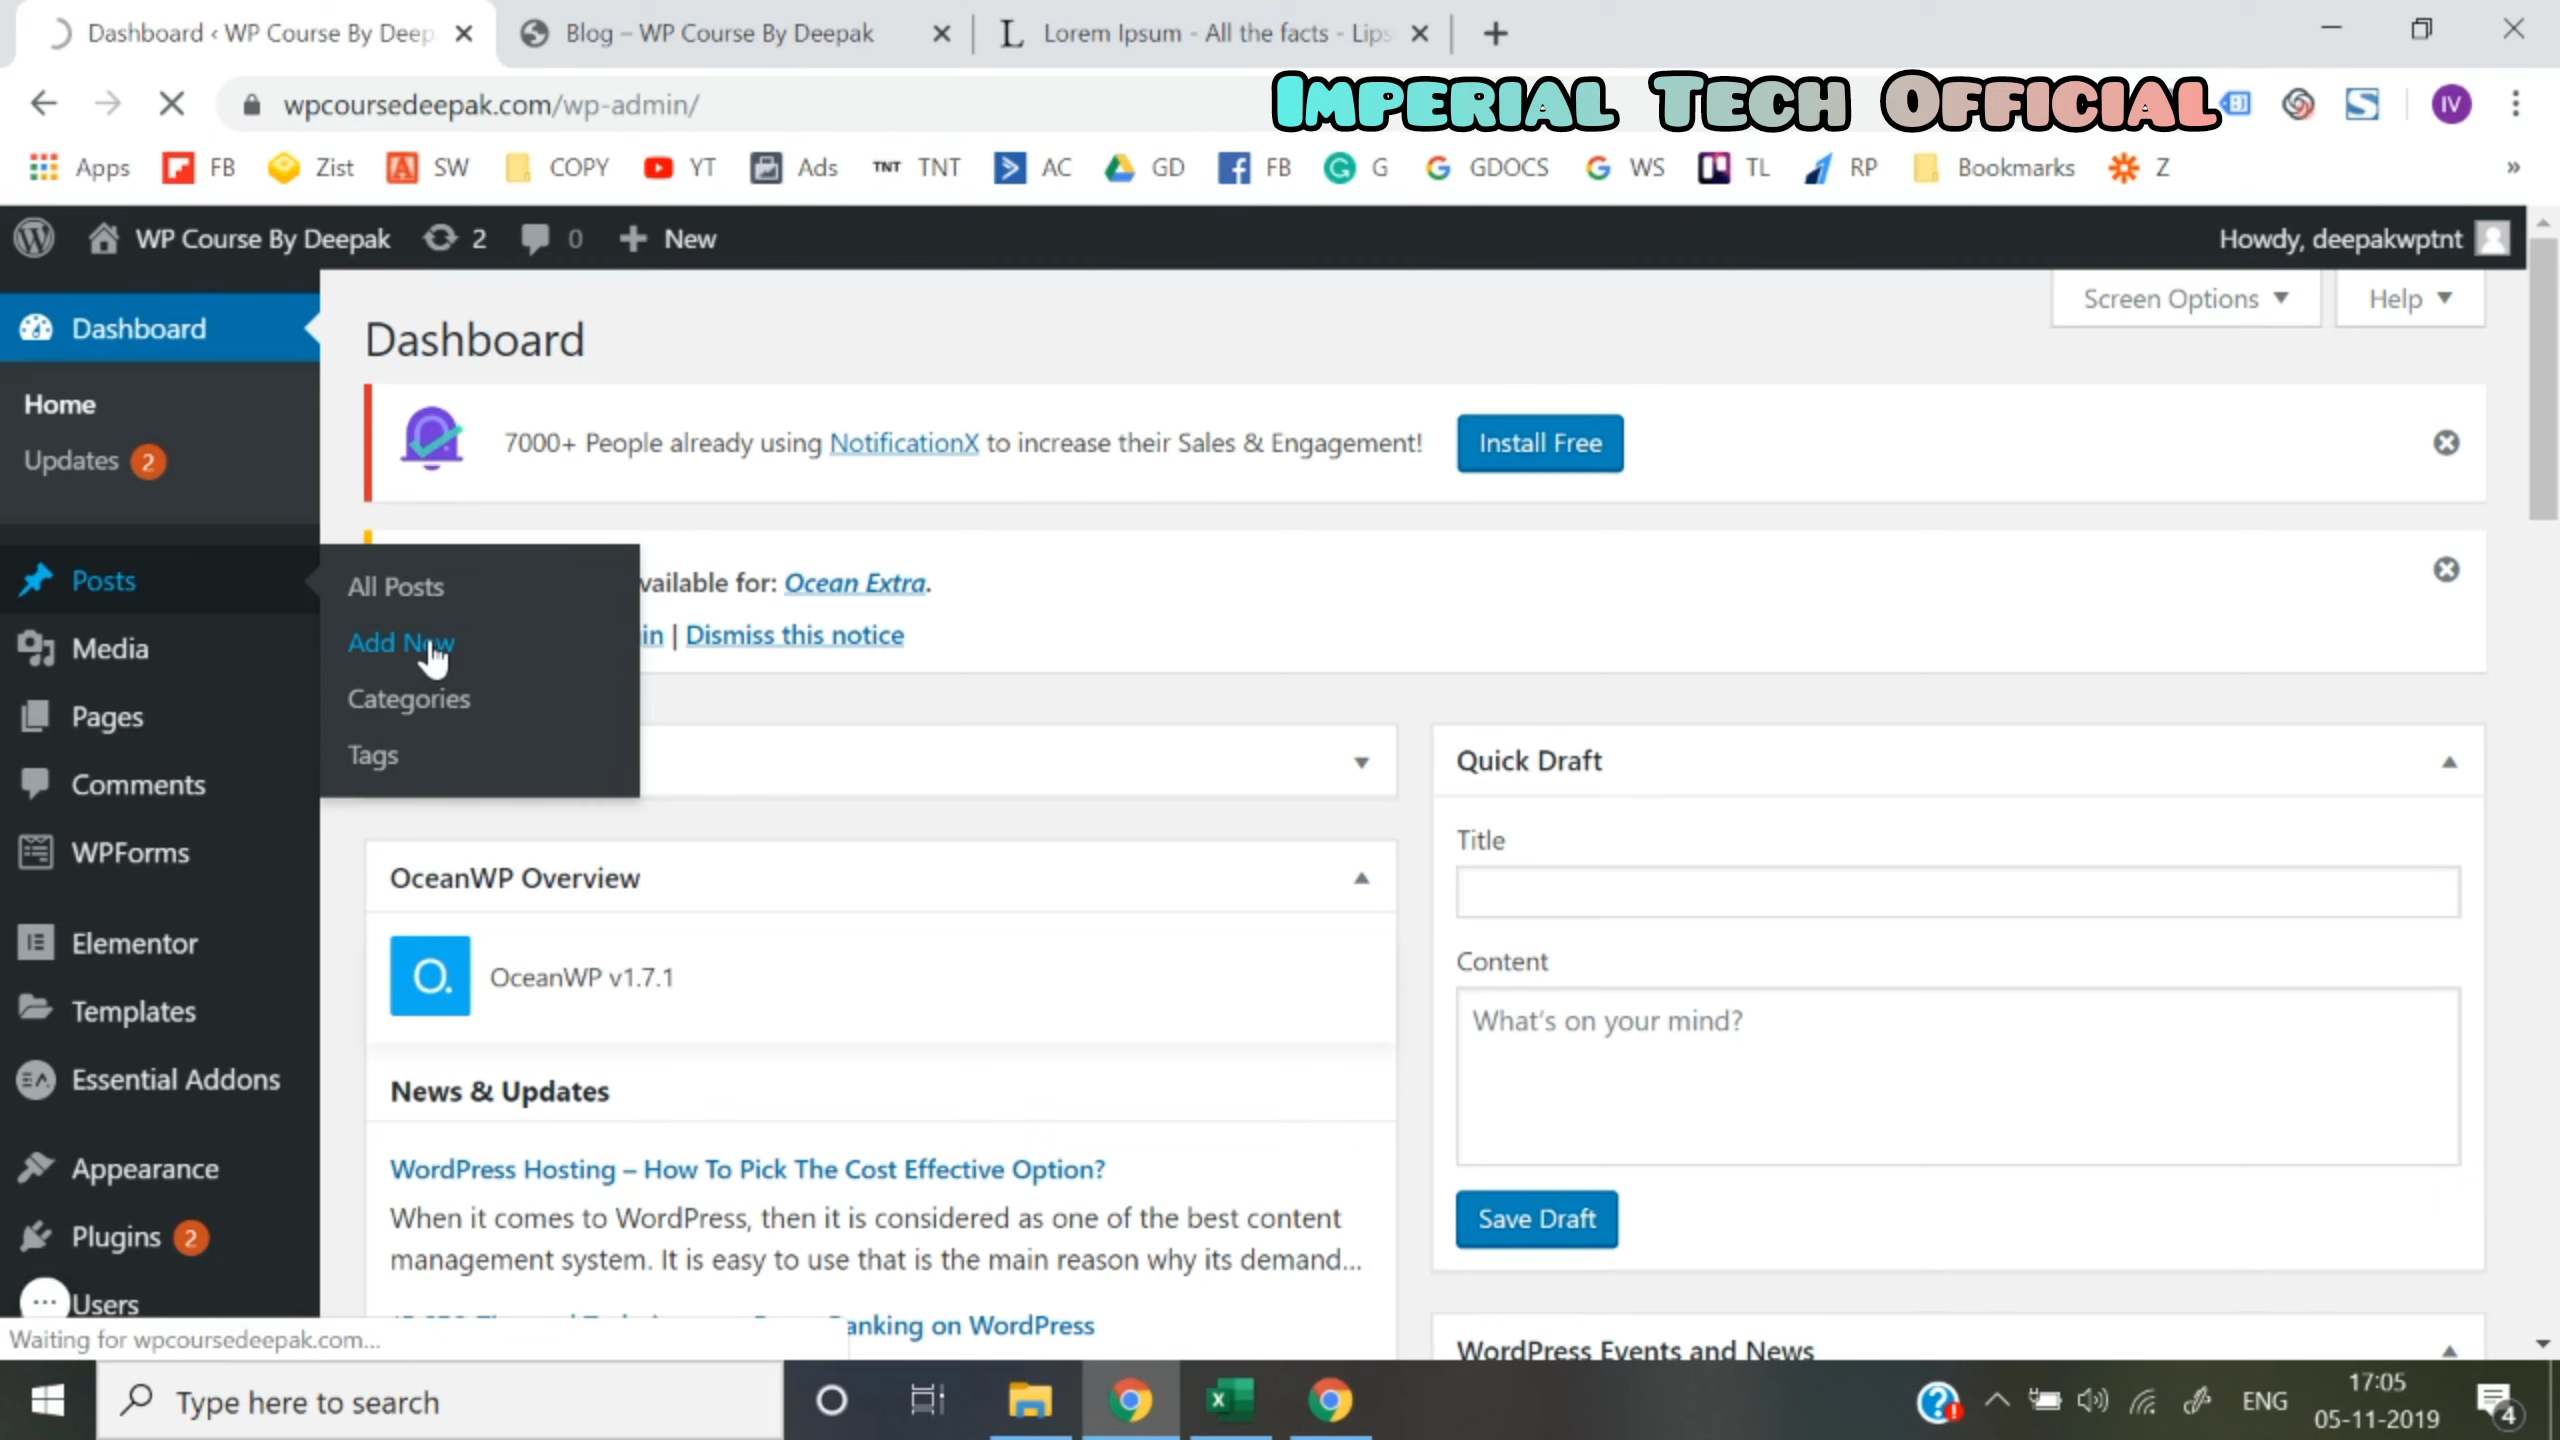 Dashboard ‹ WP Course By Deep
Blog – WP Course By Deepak
Lorem Ipsum - All the facts - Lips
wpcoursedeepak.com/wp-admin/
Imperial Tech Official
IV
Apps FB Zist SW COPY YT Ads TNT TNT AC GD FB G GDOCS WS TL RP Bookmarks Z »
WP Course By Deepak 2 0 New
Howdy, deepakwptnt
Dashboard
Home
Updates 2
Posts
Media
Pages
Comments
WPForms
Elementor
Templates
Essential Addons
Appearance
Plugins 2
Users
All Posts
Add New
Categories
Tags
Screen Options
Help
Dashboard
7000+ People already using NotificationX to increase their Sales & Engagement!
Install Free
vailable for: Ocean Extra.
in | Dismiss this notice
OceanWP Overview
O.
OceanWP v1.7.1
News & Updates
WordPress Hosting – How To Pick The Cost Effective Option?
When it comes to WordPress, then it is considered as one of the best content
management system. It is easy to use that is the main reason why its demand...
anking on WordPress
Quick Draft
Title
Content
What's on your mind?
Save Draft
WordPress Events and News
Waiting for wpcoursedeepak.com...
Type here to search
ENG
17:05
05-11-2019
4